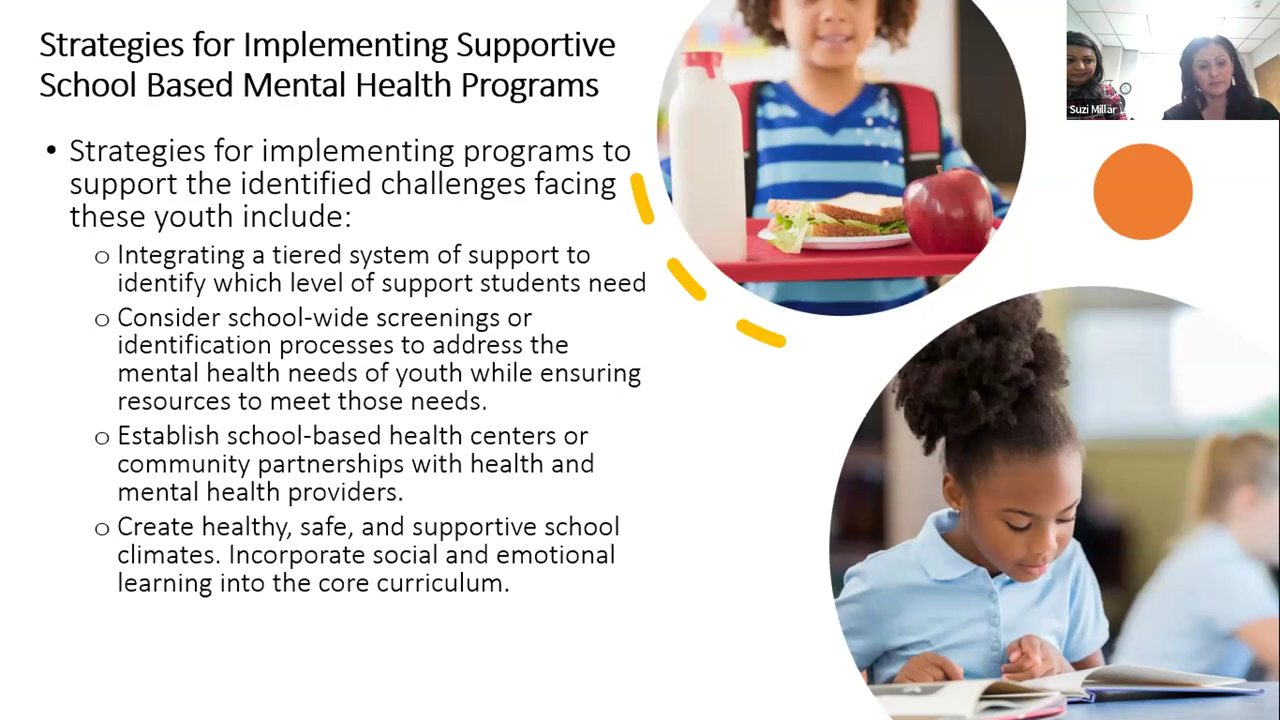 Strategies for Implementing Supportive
School Based Mental Health Programs
• Strategies for implementing programs to
support the identified challenges facing
these youth include:
o Integrating a tiered system of support to
identify which level of support students need
o Consider school-wide screenings or
identification processes to address the
mental health needs of youth while ensuring
resources to meet those needs.
o Establish school-based health centers or
community partnerships with health and
mental health providers.
o Create healthy, safe, and supportive school
climates. Incorporate social and emotional
learning into the core curriculum.
Suzi Millar